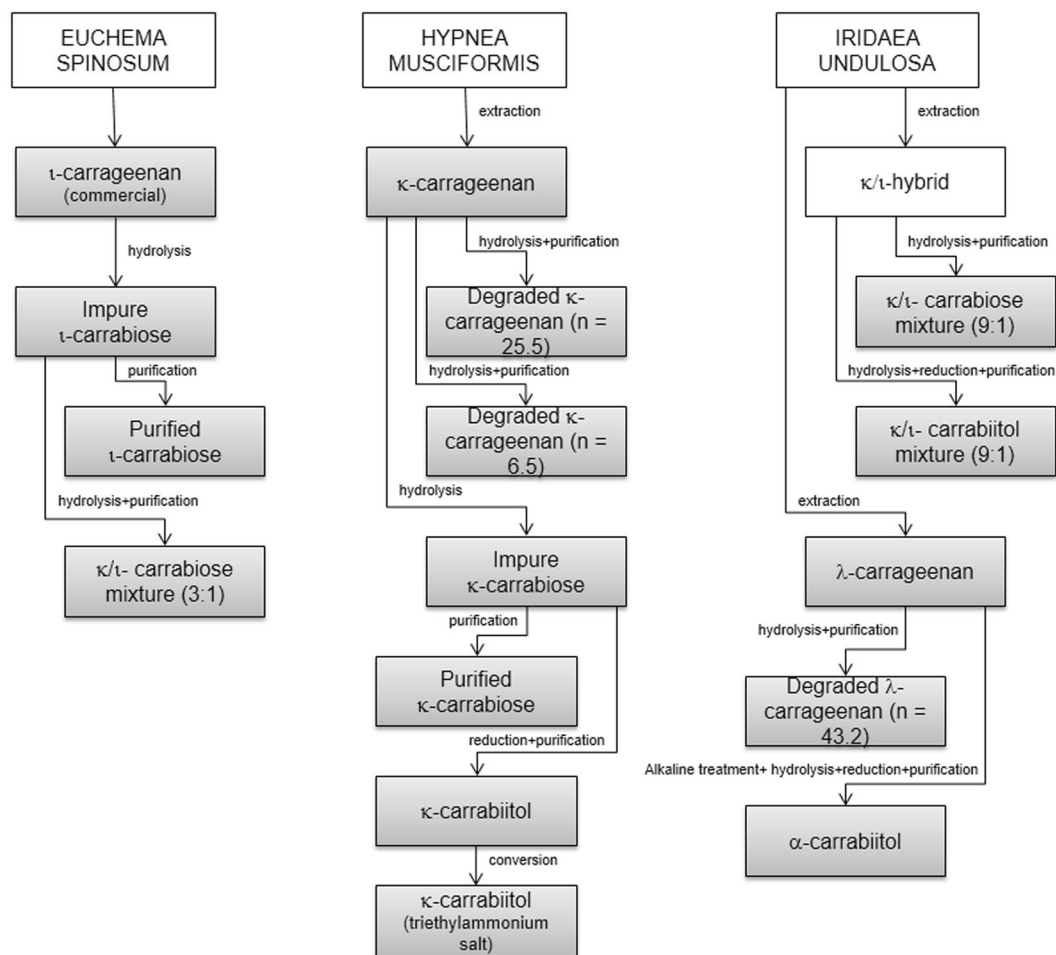 EUCHEMA
SPINOSUM
ι-carrageenan
(commercial)
hydrolysis
Impure
ι-carrabiose
purification
Purified
ι-carrabiose
hydrolysis+purification
κ/ι- carrabiose
mixture (3:1)
HYPNEA
MUSCIFORMIS
extraction
κ-carrageenan
hydrolysis+purification
Degraded κ-
carrageenan (n =
25.5)
hydrolysis+purification
Degraded κ-
carrageenan (n =
6.5)
hydrolysis
Impure
κ-carrabiose
purification
Purified
κ-carrabiose
reduction+purification
κ-carrabiitol
conversion
κ-carrabiitol
(triethylammonium
salt)
IRIDAEA
UNDULOSA
extraction
κ/ι-hybrid
hydrolysis+purification
κ/ι- carrabiose
mixture (9:1)
hydrolysis+reduction+purification
κ/ι- carrabiitol
mixture (9:1)
extraction
λ-carrageenan
hydrolysis+purification
Degraded λ-
carrageenan (n =
43.2)
Alkaline treatment+ hydrolysis+reduction+purification
α-carrabiitol